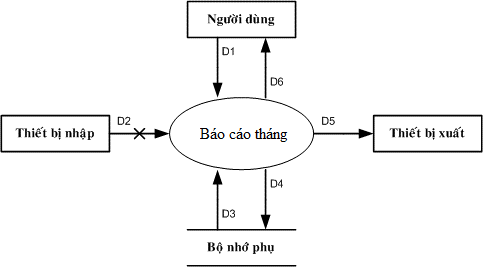 Người dùng
D1
D6
Thiết bị nhập
D2
Báo cáo tháng
D5
Thiết bị xuất
D3
D4
Bộ nhớ phụ